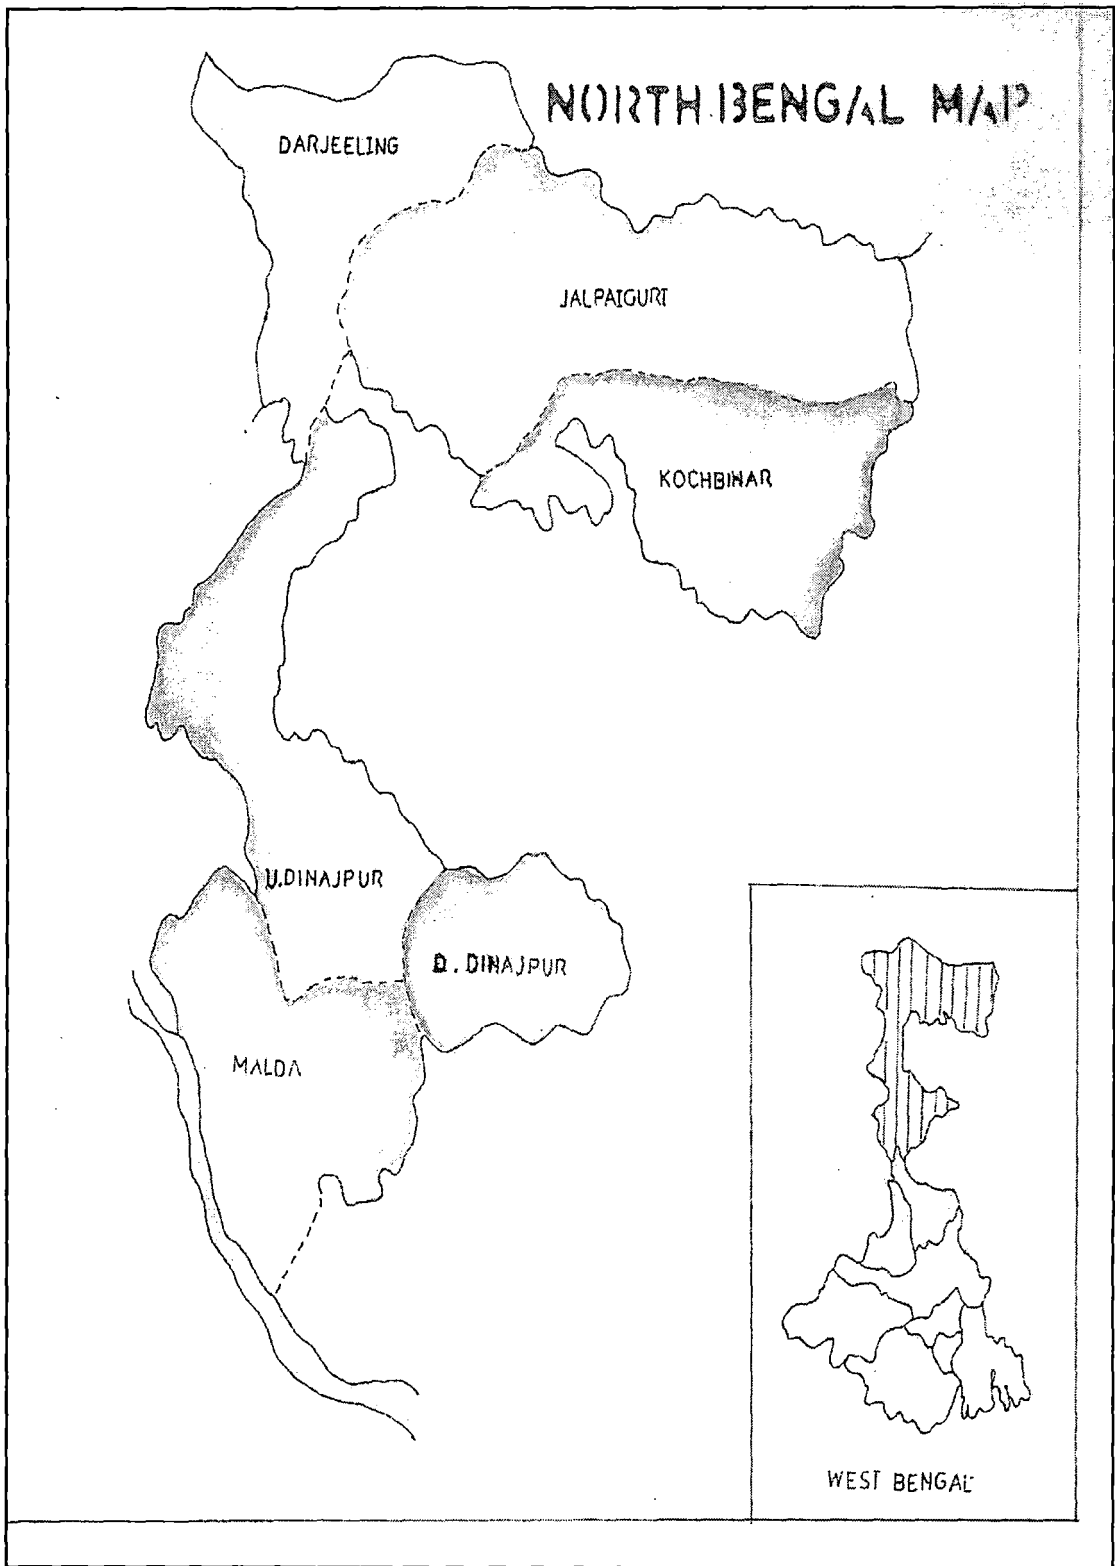 NORTH BENGAL MAP
DARJEELING
JALPAIGURI
KOCHBIHAR
U.DINAJPUR
D. DINAJPUR
MALDA
WEST BENGAL